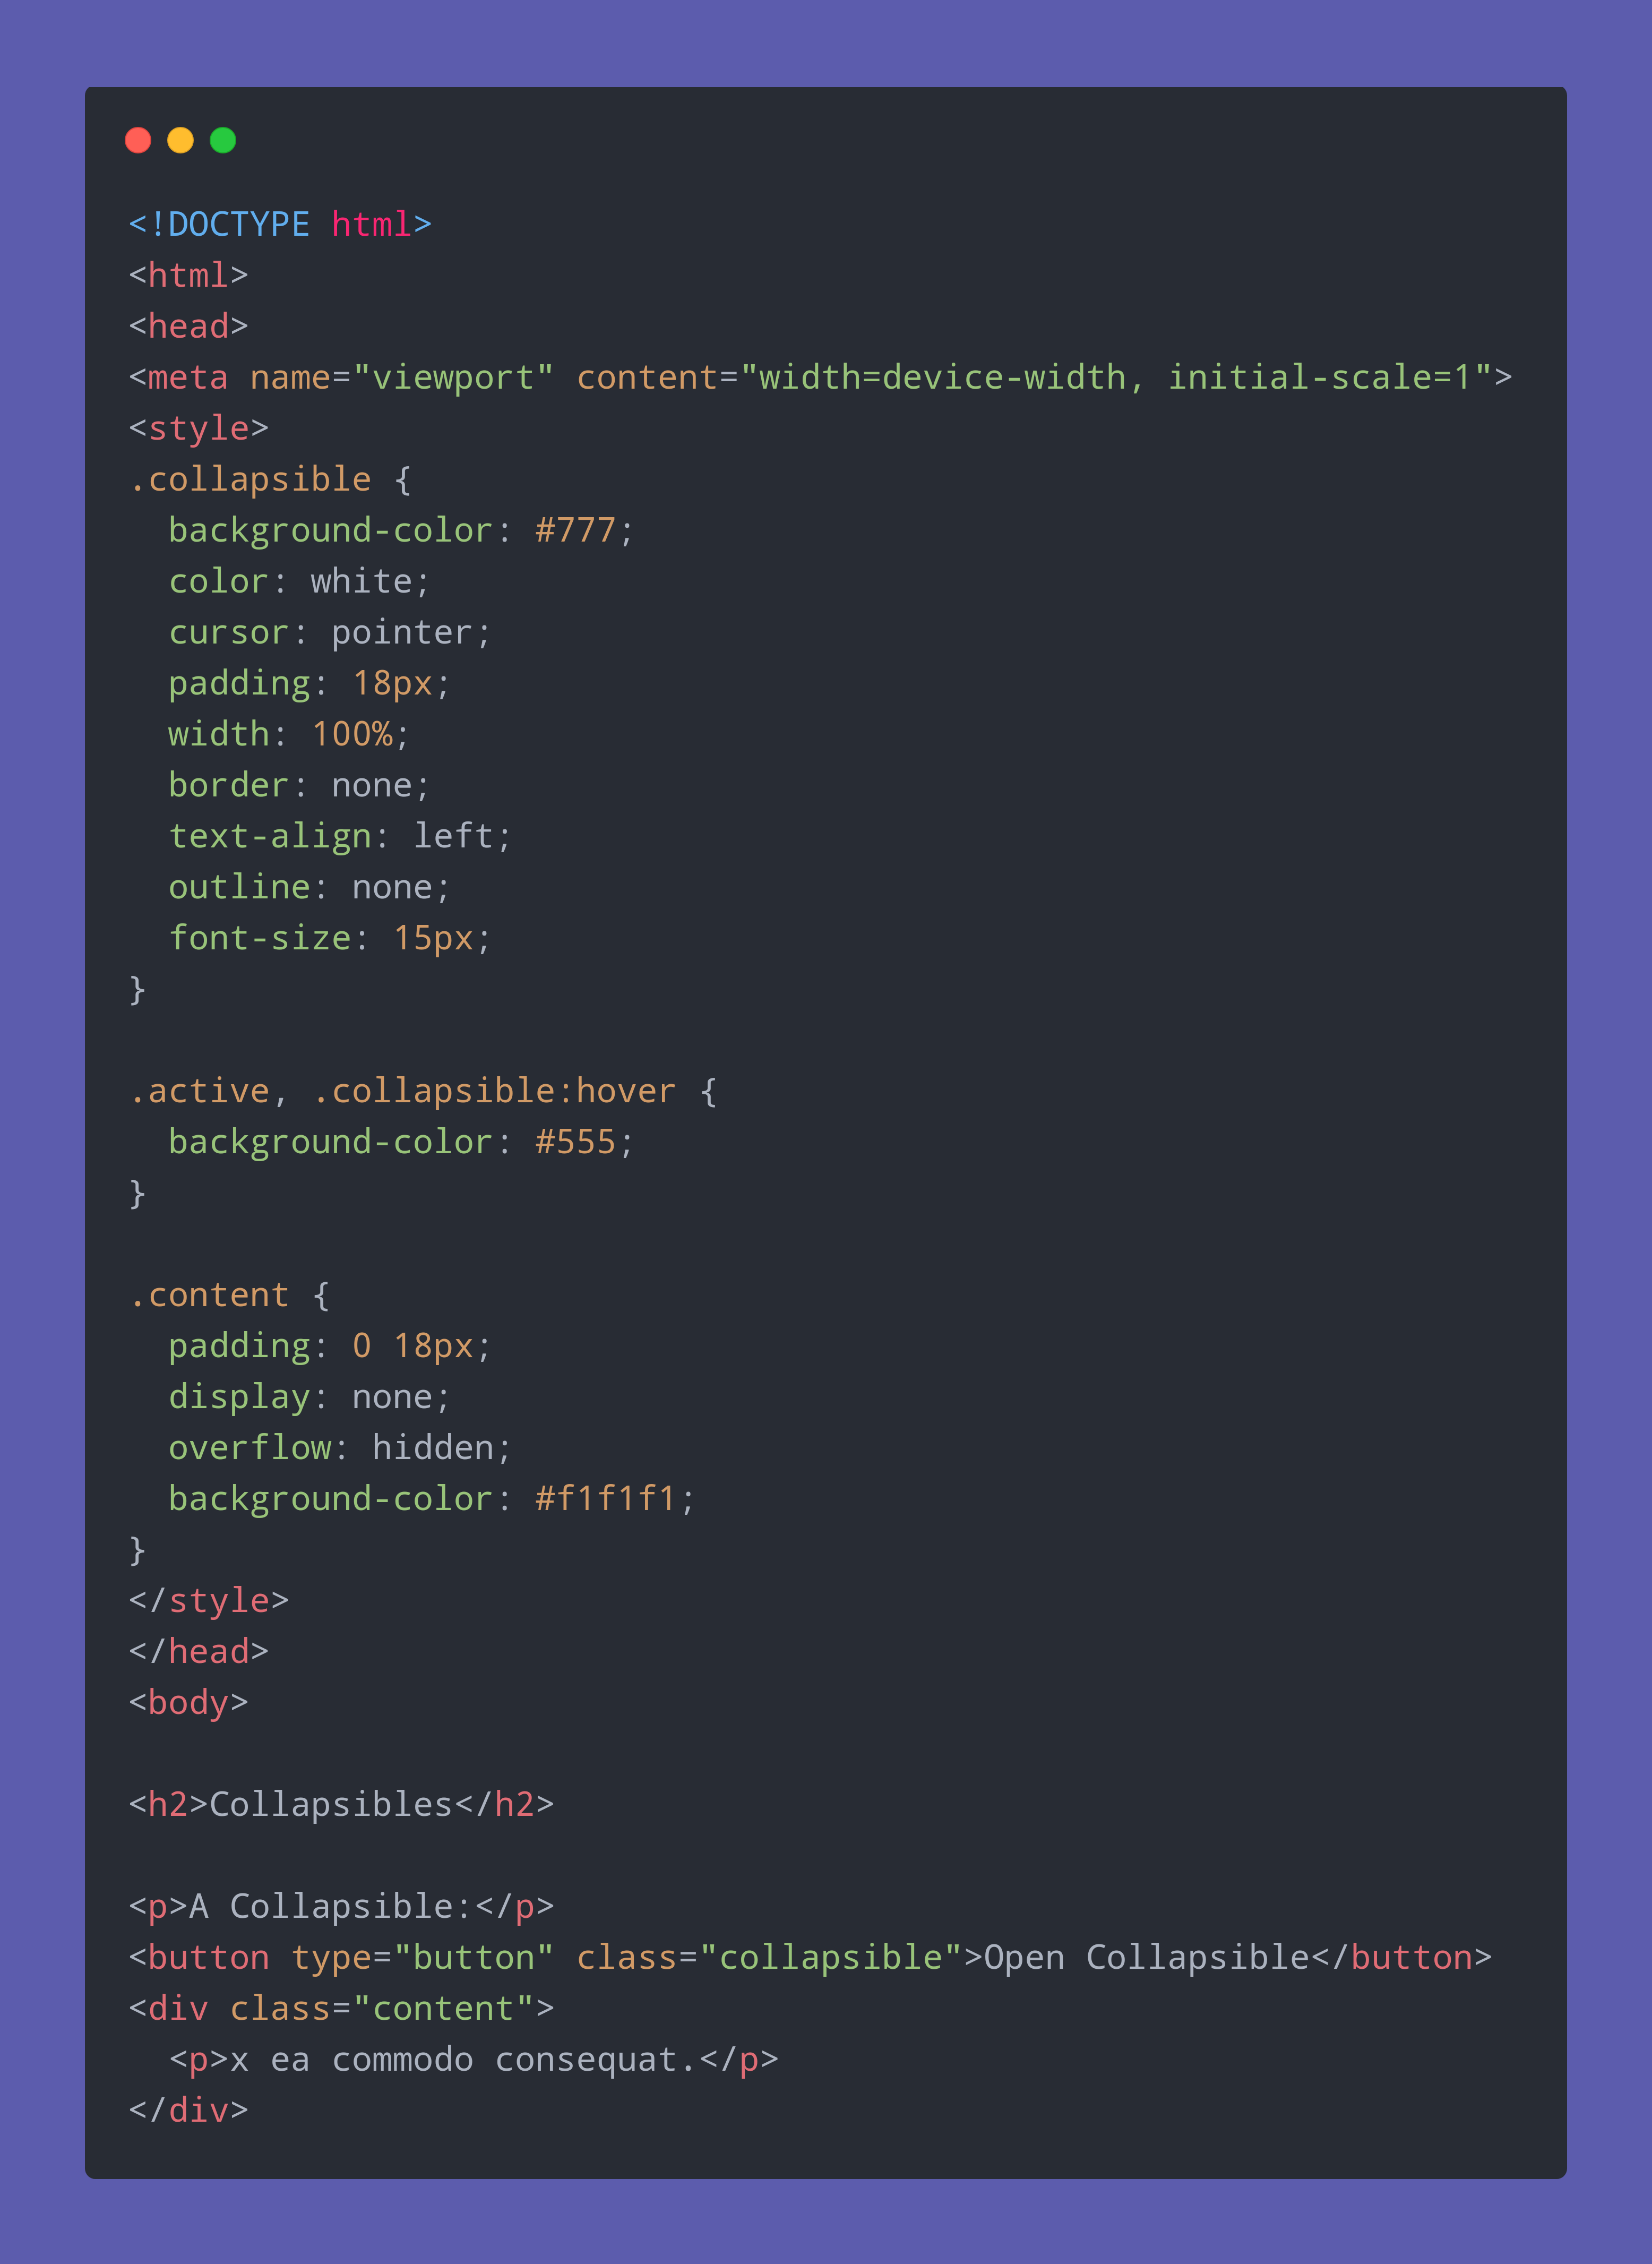 <!DOCTYPE html>
<html>
<head>
<meta name="viewport" content="width=device-width, initial-scale=1">
<style>
.collapsible {
  background-color: #777;
  color: white;
  cursor: pointer;
  padding: 18px;
  width: 100%;
  border: none;
  text-align: left;
  outline: none;
  font-size: 15px;
}

.active, .collapsible:hover {
  background-color: #555;
}

.content {
  padding: 0 18px;
  display: none;
  overflow: hidden;
  background-color: #f1f1f1;
}
</style>
</head>
<body>

<h2>Collapsibles</h2>

<p>A Collapsible:</p>
<button type="button" class="collapsible">Open Collapsible</button>
<div class="content">
  <p>x ea commodo consequat.</p>
</div>